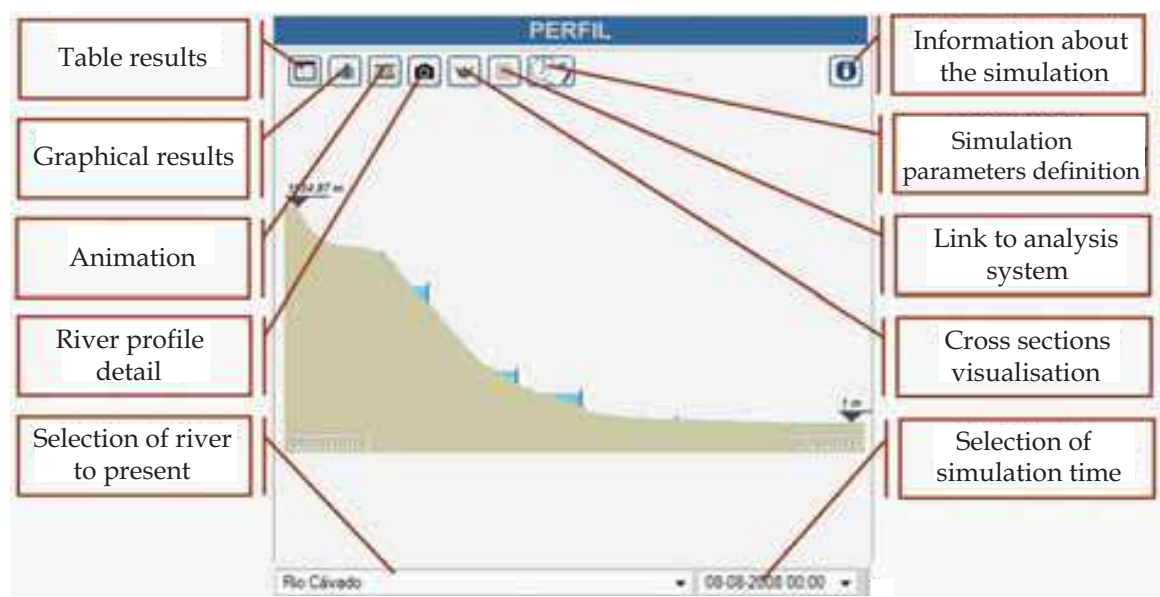 PERFIL
Table results
Graphical results
Animation
River profile
detail
Selection of river
to present
Information about
the simulation
Simulation
parameters definition
Link to analysis
system
Cross sections
visualisation
Selection of
simulation time
1 m
Rio Cávado
08-08-2008 00:00